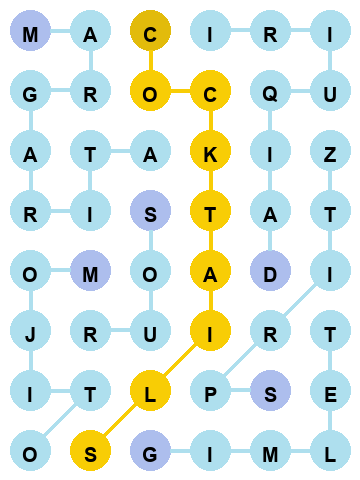 M A C I R I
G R O C Q U
A T A K I Z
R I S T A T
O M O A D I
J R U I R T
I T L P S E
O S G I M L